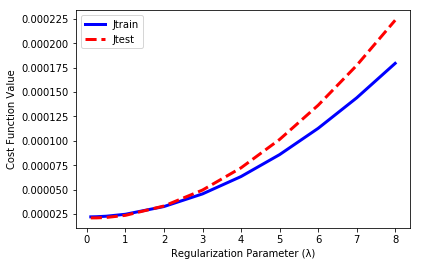 Jtrain
Jtest
0.000225
0.000200
0.000175
0.000150
0.000125
0.000100
0.000075
0.000050
0.000025
Cost Function Value
0 1 2 3 4 5 6 7 8
Regularization Parameter (λ)